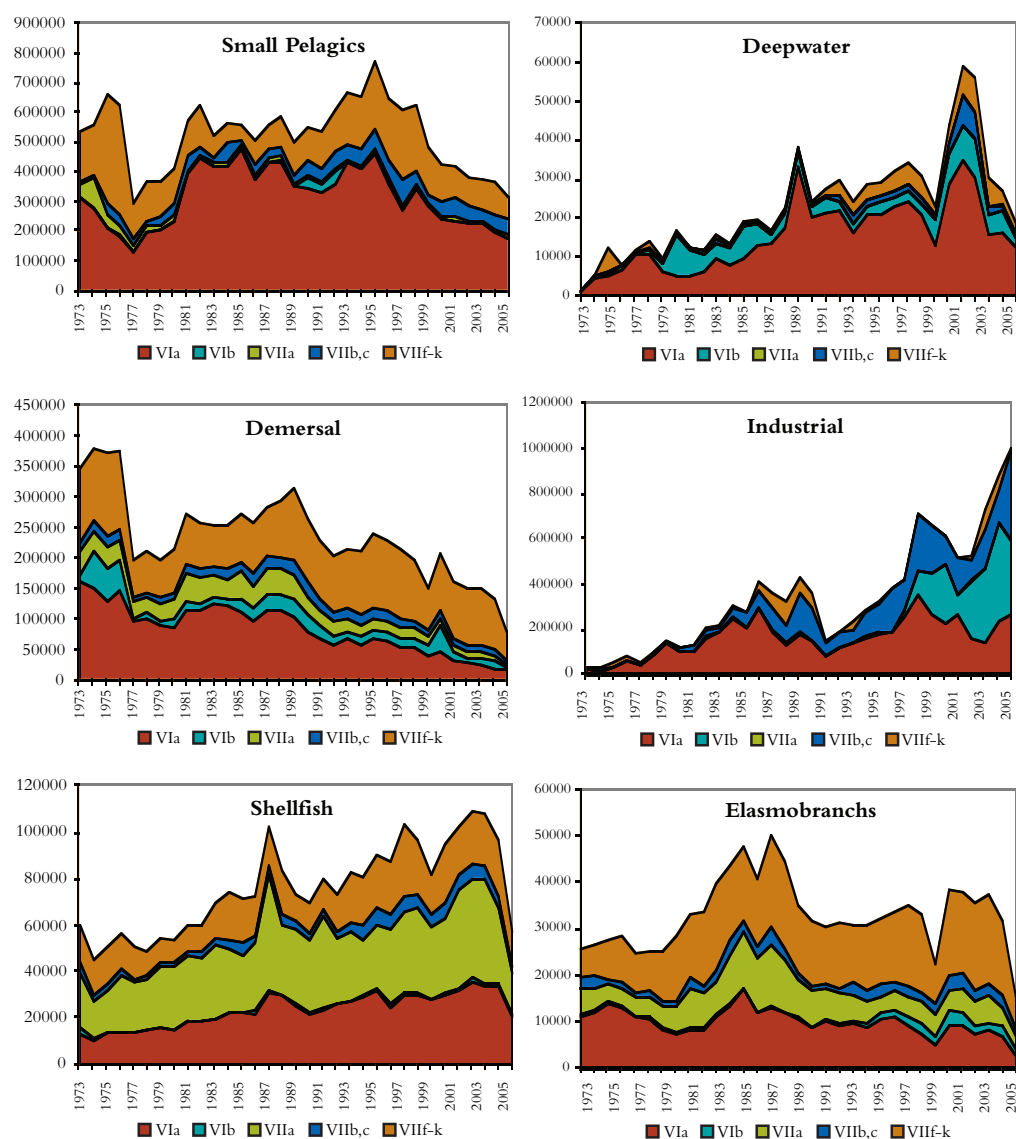 Small Pelagics
900000
800000
700000
600000
500000
400000
300000
200000
100000
0
1973 1975 1977 1979 1981 1983 1985 1987 1989 1991 1993 1995 1997 1999 2001 2003 2005
VIa VIb VIIa VIIb,c VIIf-k
Deepwater
70000
60000
50000
40000
30000
20000
10000
0
1973 1975 1977 1979 1981 1983 1985 1987 1989 1991 1993 1995 1997 1999 2001 2003 2005
VIa VIb VIIa VIIb,c VIIf-k
Demersal
450000
400000
350000
300000
250000
200000
150000
100000
50000
0
1973 1975 1977 1979 1981 1983 1985 1987 1989 1991 1993 1995 1997 1999 2001 2003 2005
VIa VIb VIIa VIIb,c VIIf-k
Industrial
1200000
1000000
800000
600000
400000
200000
0
1973 1975 1977 1979 1981 1983 1985 1987 1989 1991 1993 1995 1997 1999 2001 2003 2005
VIa VIb VIIa VIIb,c VIIf-k
Shellfish
120000
100000
80000
60000
40000
20000
0
1973 1975 1977 1979 1981 1983 1985 1987 1989 1991 1993 1995 1997 1999 2001 2003 2005
VIa VIb VIIa VIIb,c VIIf-k
Elasmobranchs
60000
50000
40000
30000
20000
10000
0
1973 1975 1977 1979 1981 1983 1985 1987 1989 1991 1993 1995 1997 1999 2001 2003 2005
VIa VIb VIIa VIIb,c VIIf-k